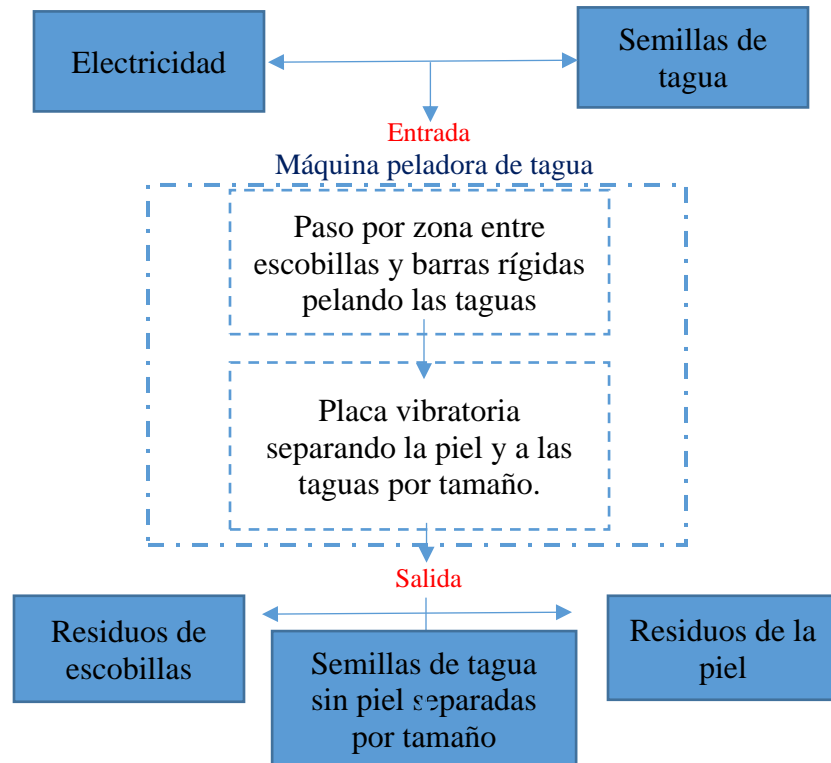 Electricidad
Semillas de
tagua
Entrada
Máquina peladora de tagua
Paso por zona entre
escobillas y barras rígidas
pelando las taguas
Placa vibratoria
separando la piel y a las
taguas por tamaño.
Salida
Residuos de
escobillas
Semillas de tagua
sin piel separadas
por tamaño
Residuos de la
piel